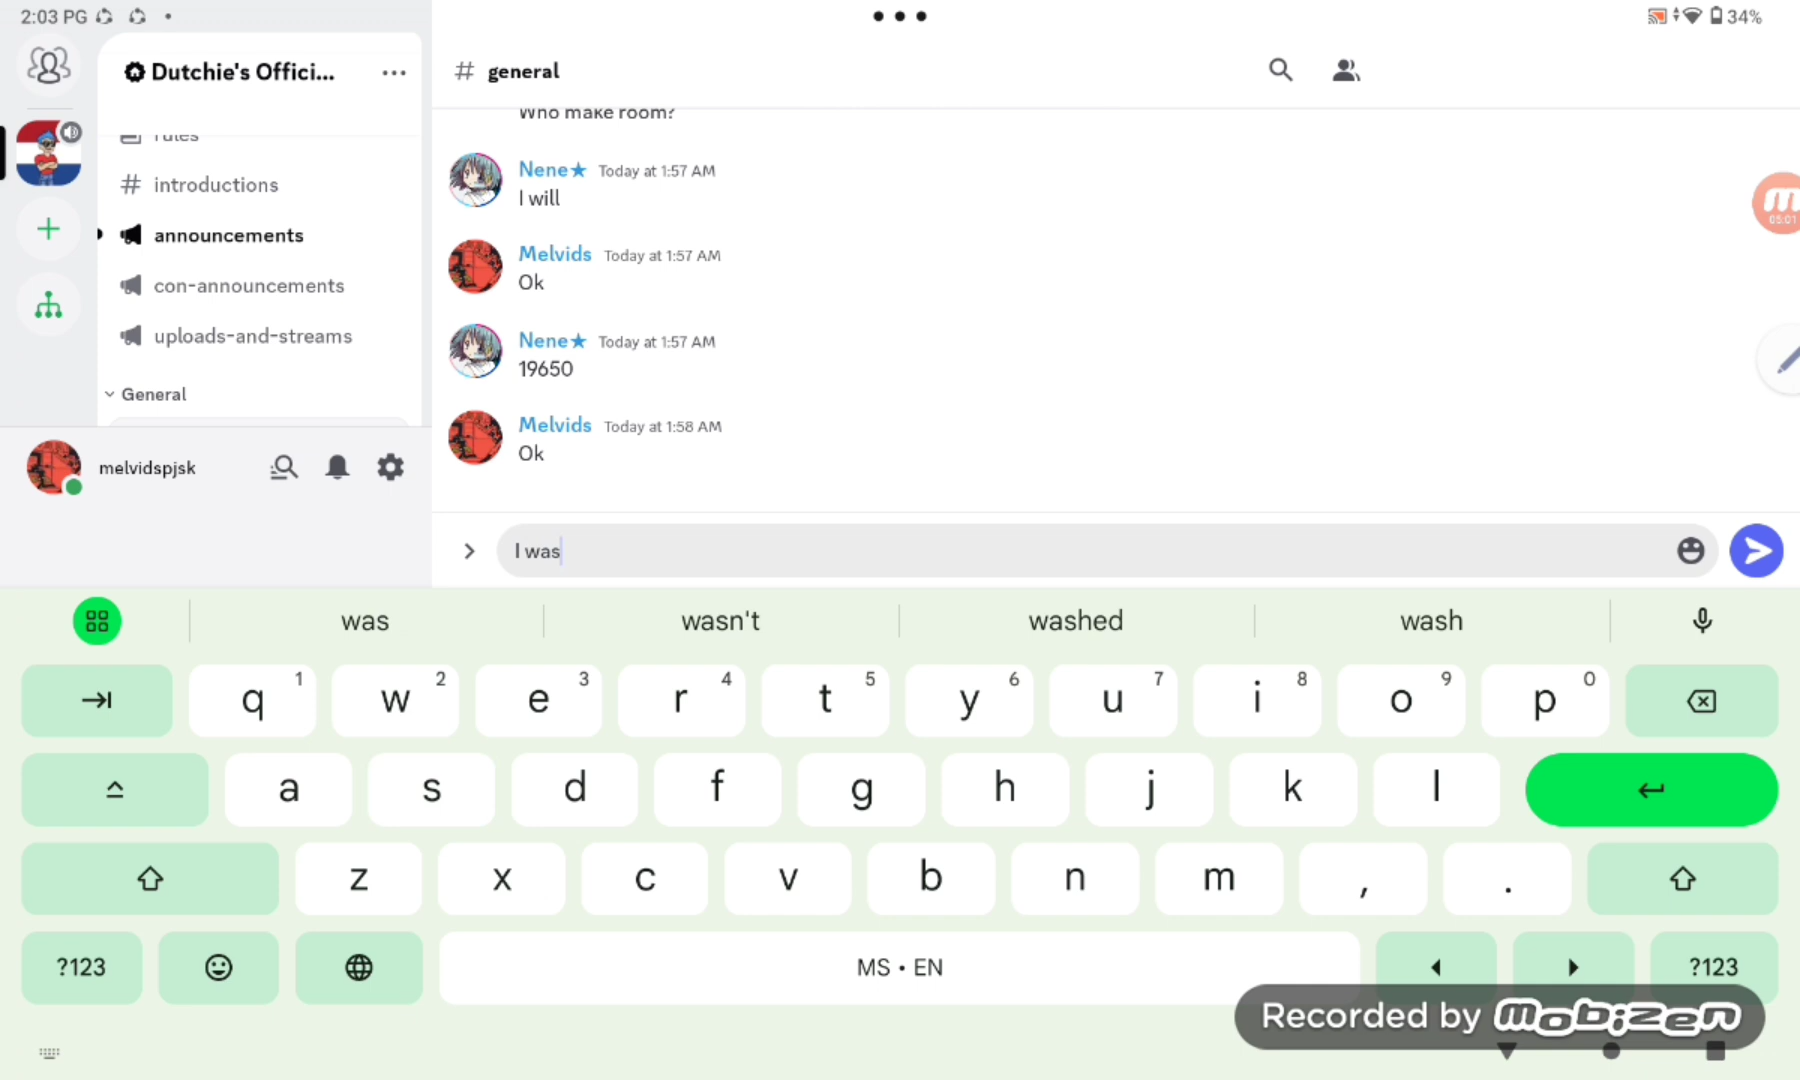 2:03 PG
34%
Dutchie's Offici...
rules
introductions
announcements
con-announcements
uploads-and-streams
General
melvidspjsk
# general
Who make room?
Nene★ Today at 1:57 AM
I will
Melvids Today at 1:57 AM
Ok
Nene★ Today at 1:57 AM
19650
Melvids Today at 1:58 AM
Ok
05:01
I was
was wasn't washed wash
q 1 w 2 e 3 r 4 t 5 y 6 u 7 i 8 o 9 p 0
a s d f g h j k l
z x c v b n m , .
?123 MS • EN ?123
Recorded by mobizen